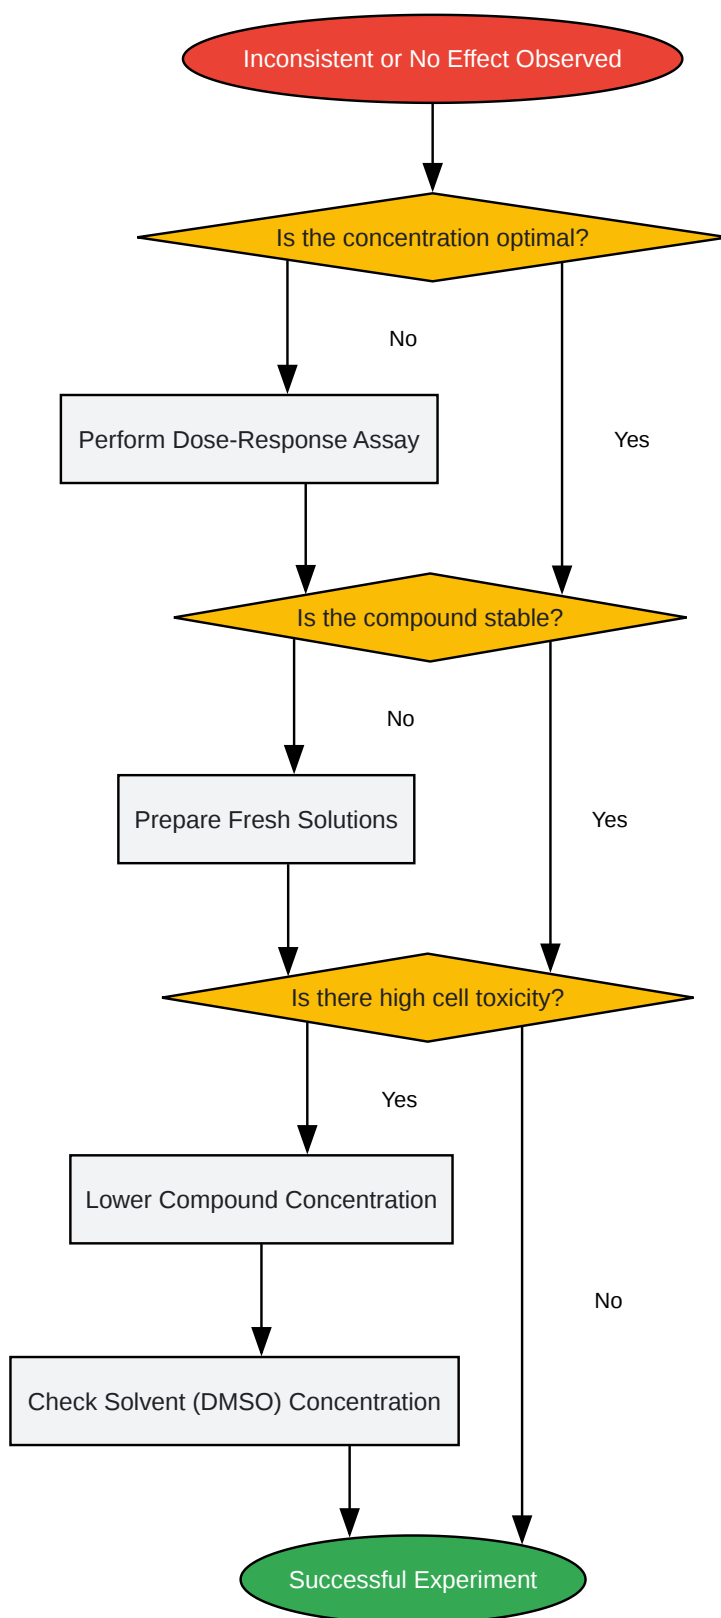 Inconsistent or No Effect Observed
Is the concentration optimal?
No
Perform Dose-Response Assay
Yes
Is the compound stable?
No
Prepare Fresh Solutions
Yes
Is there high cell toxicity?
Yes
Lower Compound Concentration
No
Check Solvent (DMSO) Concentration
Successful Experiment